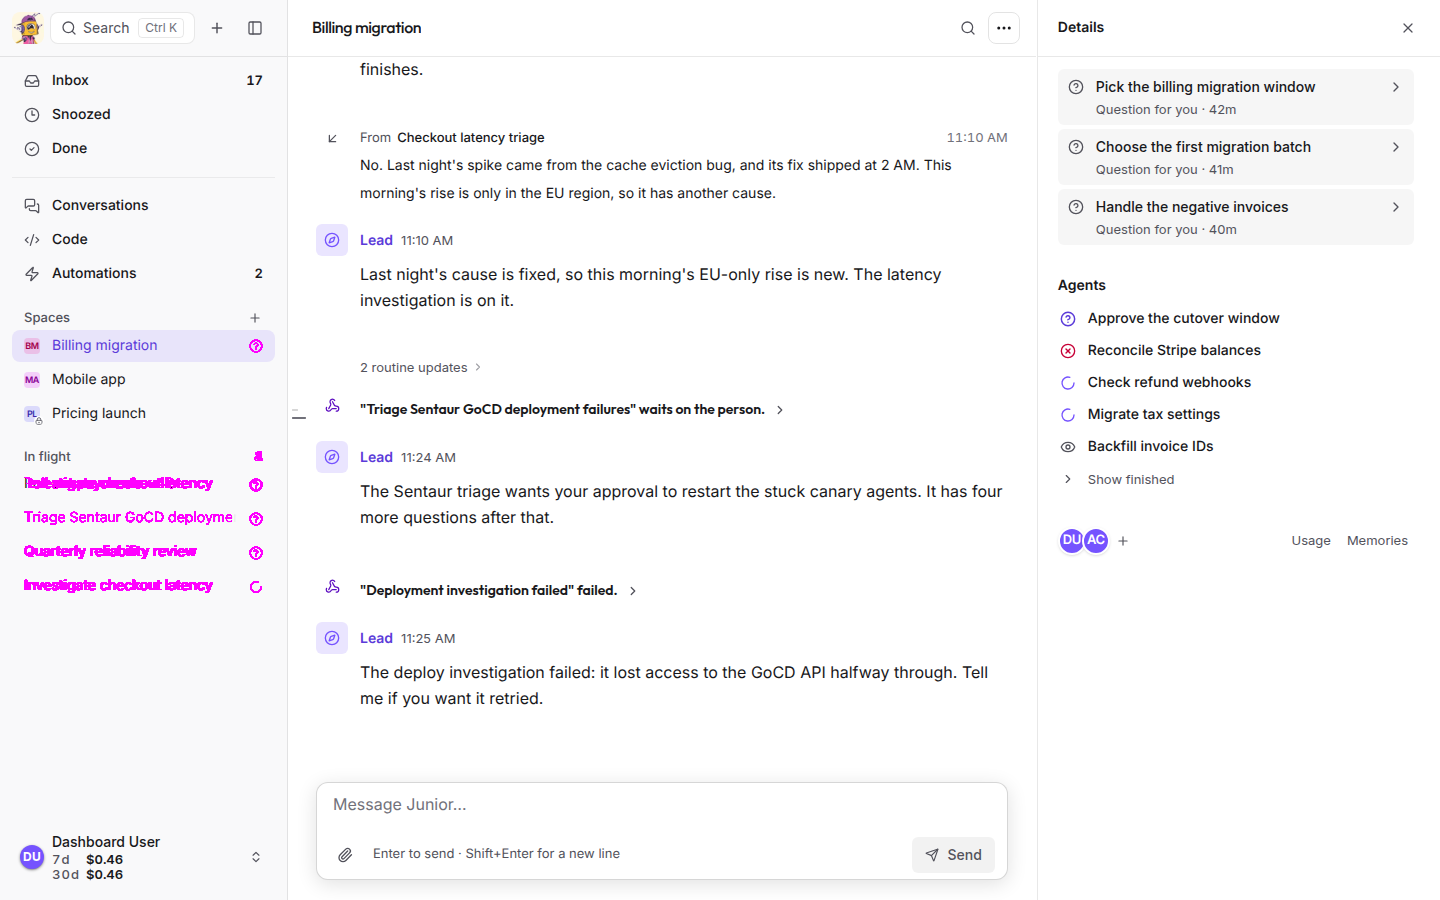 Search
Ctrl K
Inbox
17
Snoozed
Done
Conversations
Code
Automations
2
Spaces
BM
Billing migration
MA
Mobile app
PL
Pricing launch
In flight
Triage Sentaur GoCD deployme
Quarterly reliability review
Investigate checkout latency
DU
Dashboard User
7d $0.46
30d $0.46
Billing migration
finishes.
From Checkout latency triage
11:10 AM
No. Last night's spike came from the cache eviction bug, and its fix shipped at 2 AM. This
morning's rise is only in the EU region, so it has another cause.
Lead 11:10 AM
Last night's cause is fixed, so this morning's EU-only rise is new. The latency
investigation is on it.
2 routine updates
"Triage Sentaur GoCD deployment failures" waits on the person.
Lead 11:24 AM
The Sentaur triage wants your approval to restart the stuck canary agents. It has four
more questions after that.
"Deployment investigation failed" failed.
Lead 11:25 AM
The deploy investigation failed: it lost access to the GoCD API halfway through. Tell
me if you want it retried.
Message Junior...
Enter to send · Shift+Enter for a new line
Send
Details
Pick the billing migration window
Question for you · 42m
Choose the first migration batch
Question for you · 41m
Handle the negative invoices
Question for you · 40m
Agents
Approve the cutover window
Reconcile Stripe balances
Check refund webhooks
Migrate tax settings
Backfill invoice IDs
Show finished
DU
AC
Usage
Memories